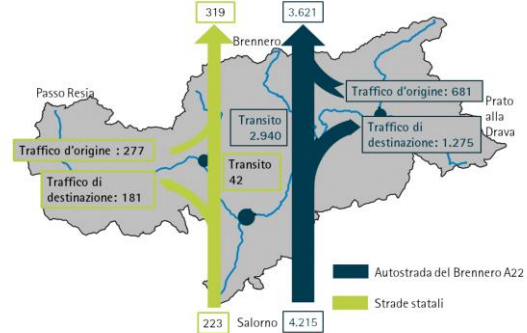 319
3.621
Brennero
Passo Resia
Traffico d'origine: 681
Prato
alla
Drava
Transito
2.940
Traffico di
destinazione: 1.275
Traffico d'origine : 277
Transito
42
Traffico di
destinazione: 181
Autostrada del Brennero A22
Strade statali
223
Salorno
4.215